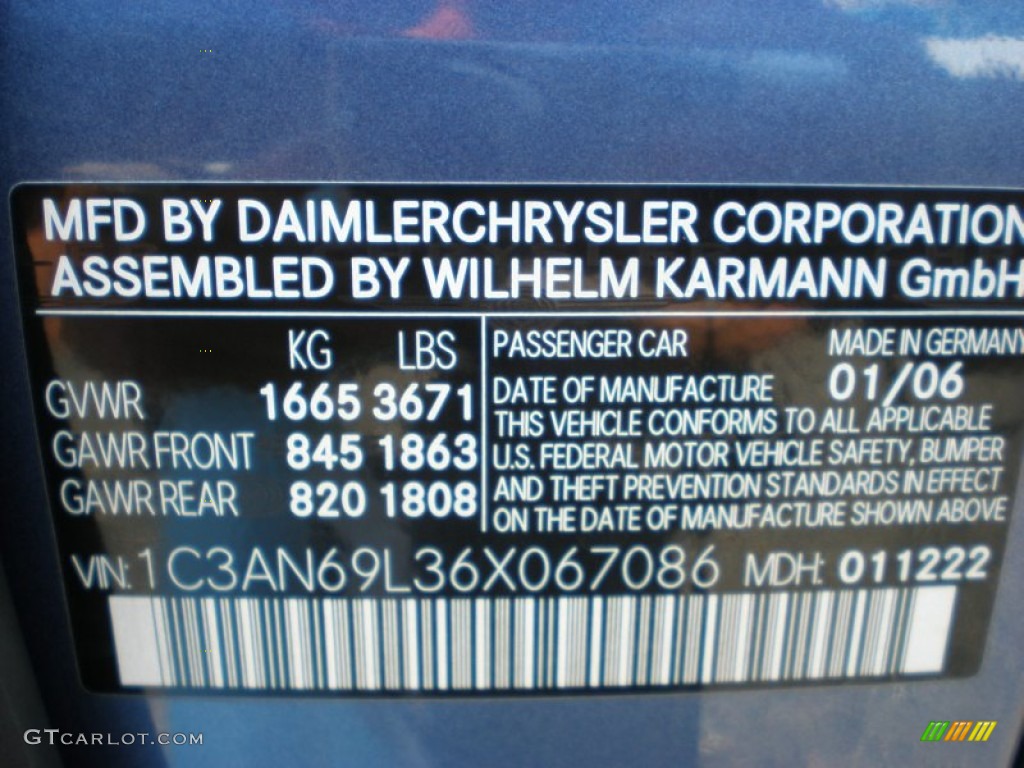 MFD BY DAIMLERCHRYSLER CORPORATION
ASSEMBLED BY WILHELM KARMANN GmbH
KG LBS
GVWR 1665 3671
GAWR FRONT 845 1863
GAWR REAR 820 1808
PASSENGER CAR MADE IN GERMANY
DATE OF MANUFACTURE 01/06
THIS VEHICLE CONFORMS TO ALL APPLICABLE
U.S. FEDERAL MOTOR VEHICLE SAFETY, BUMPER
AND THEFT PREVENTION STANDARDS IN EFFECT
ON THE DATE OF MANUFACTURE SHOWN ABOVE
VIN: 1C3AN69L36X067086 MDH: 011222
GTCARLOT.COM